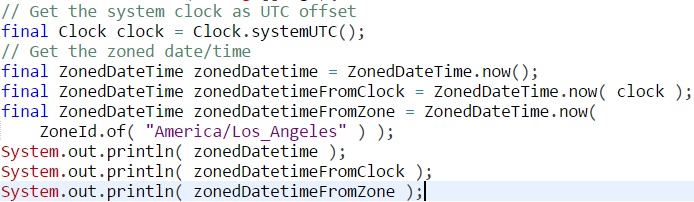 // Get the system clock as UTC offset
final Clock clock = Clock.systemUTC();
// Get the zoned date/time
final ZonedDateTime zonedDatetime = ZonedDateTime.now();
final ZonedDateTime zonedDatetimeFromClock = ZonedDateTime.now( clock );
final ZonedDateTime zonedDatetimeFromZone = ZonedDateTime.now(
    ZoneId.of( "America/Los_Angeles" ) );
System.out.println( zonedDatetime );
System.out.println( zonedDatetimeFromClock );
System.out.println( zonedDatetimeFromZone );